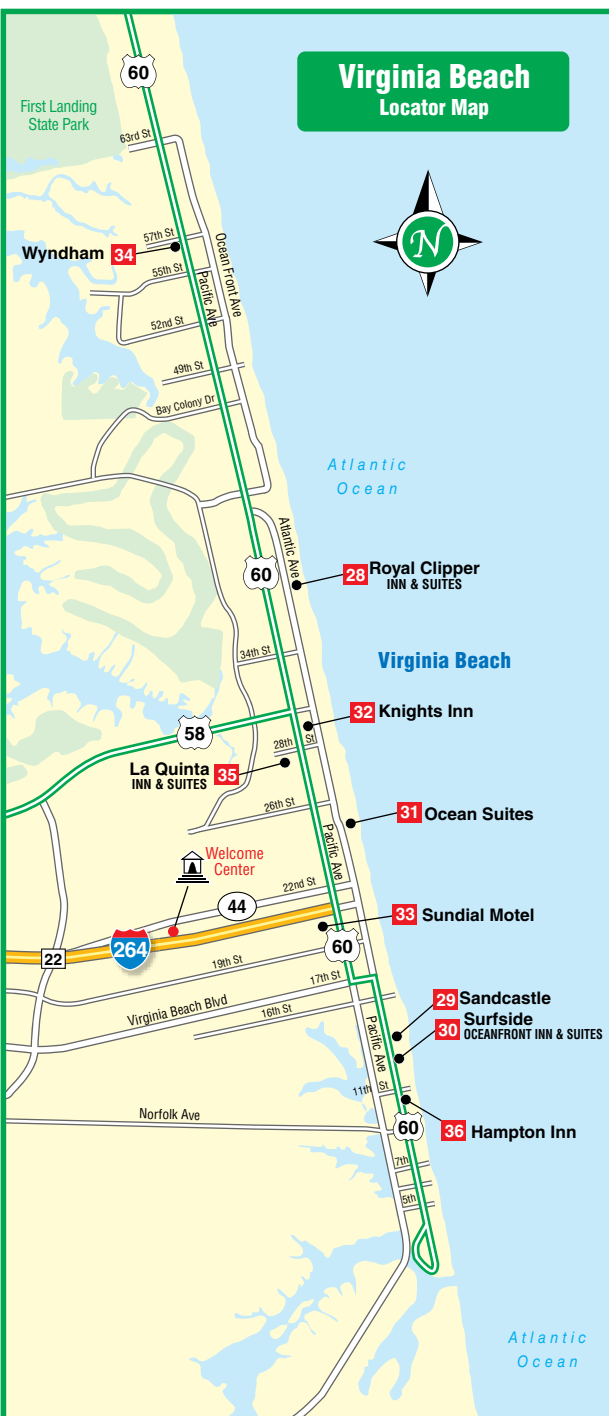 Virginia Beach
Locator Map
60
First Landing
State Park
63rd St
N
57th St
Wyndham 34
Ocean Front Ave
55th St
Pacific Ave
52nd St
49th St
Bay Colony Dr
Atlantic
Ocean
Atlantic Ave
60
28 Royal Clipper
INN & SUITES
34th St
Virginia Beach
32 Knights Inn
58
28th St
La Quinta 35
INN & SUITES
26th St
31 Ocean Suites
Pacific Ave
Welcome
Center
22nd St
44
33 Sundial Motel
264
22
60
19th St
17th St
29 Sandcastle
Virginia Beach Blvd
16th St
30 Surfside
OCEANFRONT INN & SUITES
Pacific Ave
11th St
Norfolk Ave
60
36 Hampton Inn
7th
5th
Atlantic
Ocean